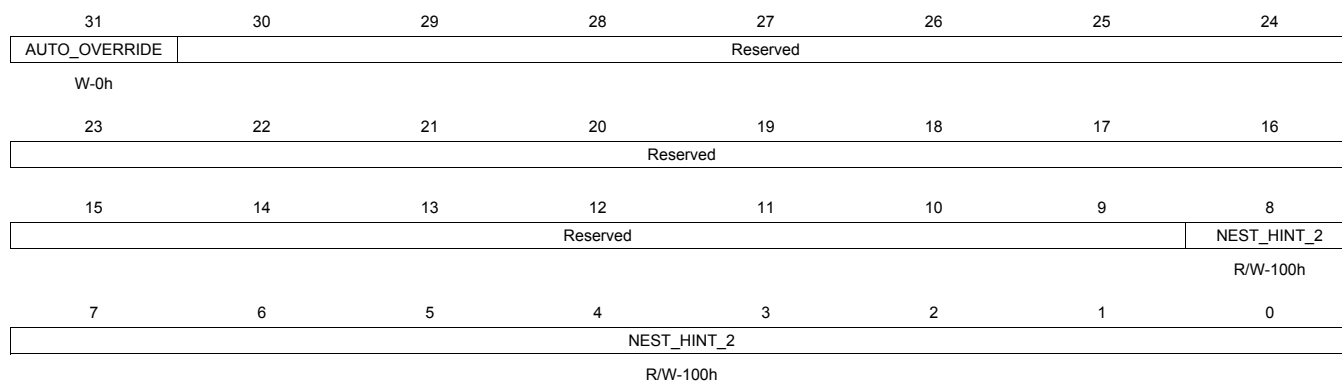 31 30 29 28 27 26 25 24
AUTO_OVERRIDE Reserved
W-0h
23 22 21 20 19 18 17 16
Reserved
15 14 13 12 11 10 9 8
Reserved NEST_HINT_2
R/W-100h
7 6 5 4 3 2 1 0
NEST_HINT_2
R/W-100h